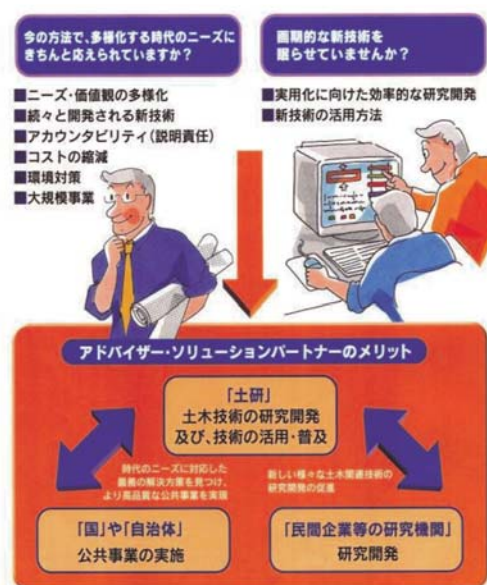 今の方法で、多様化する時代のニーズに
きちんと応えられていますか？
■ニーズ・価値観の多様化
■続々と開発される新技術
■アカウンタビリティ（説明責任）
■コストの縮減
■環境対策
■大規模事業
画期的な新技術を
眠らせていませんか？
■実用化に向けた効率的な研究開発
■新技術の活用方法
アドバイザー・ソリューションパートナーのメリット
「土研」
土木技術の研究開発
及び、技術の活用・普及
時代のニーズに対応した
最善の解決方策を見つけ、
より高品質な公共事業を実現
新しい様々な土木関連技術の
研究開発の促進
「国」や「自治体」
公共事業の実施
「民間企業等の研究機関」
研究開発